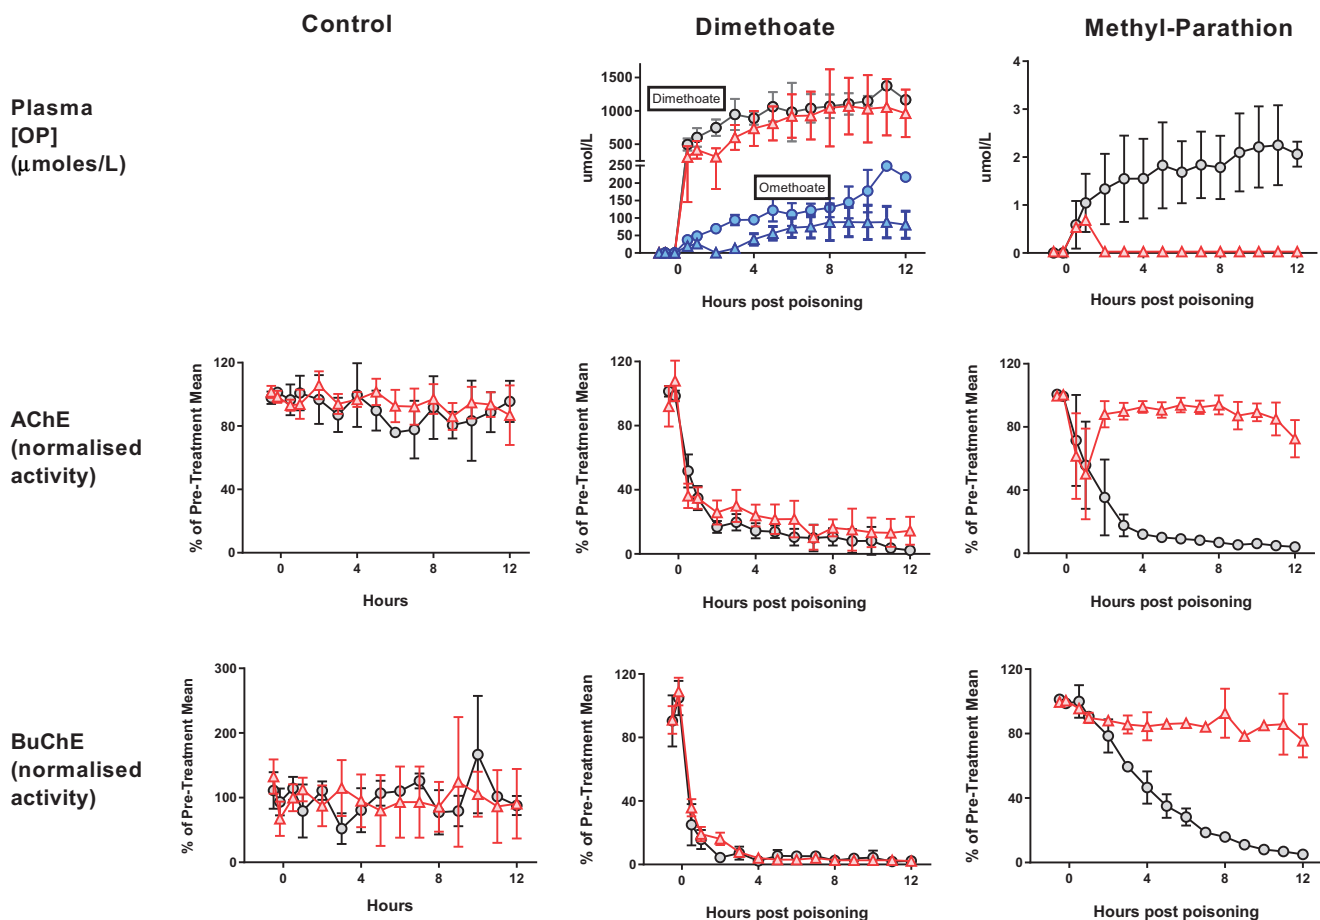 Control
Dimethoate
Methyl-Parathion
Plasma
[OP]
(μmoles/L)
umol/L
1500
1000
500
250
200
150
100
50
0
Dimethoate
Omethoate
0 4 8 12
Hours post poisoning
umol/L
4
3
2
1
0
0 4 8 12
Hours post poisoning
AChE
(normalised
activity)
% of Pre-Treatment Mean
120
80
40
0
0 4 8 12
Hours
% of Pre-Treatment Mean
120
80
40
0
0 4 8 12
Hours post poisoning
% of Pre-Treatment Mean
120
80
40
0
0 4 8 12
Hours post poisoning
BuChE
(normalised
activity)
% of Pre-Treatment Mean
300
200
100
0
0 4 8 12
Hours
% of Pre-Treatment Mean
120
80
40
0
0 4 8 12
Hours post poisoning
% of Pre-Treatment Mean
120
80
40
0
0 4 8 12
Hours post poisoning